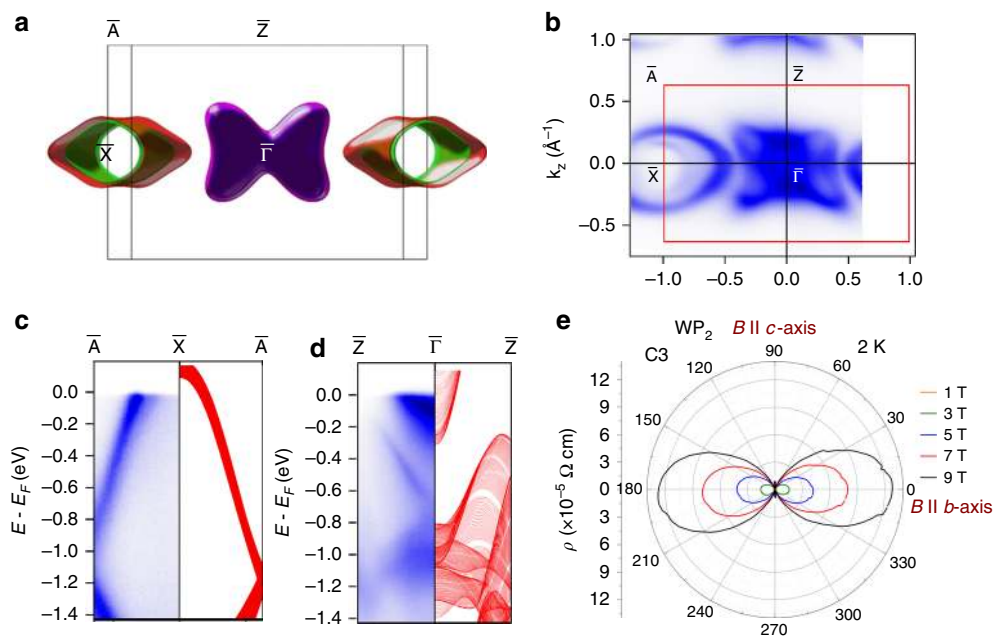 a
A̅ Z̅
X̅ Γ̅
b
1.0
0.5
0.0
−0.5
k_z (Å⁻¹)
A̅ Z̅
X̅ Γ̅
−1.0 −0.5 0.0 0.5 1.0
c
A̅ X̅ A̅
0.0
−0.2
−0.4
−0.6
−0.8
−1.0
−1.2
−1.4
E - E_F (eV)
d
Z̅ Γ̅ Z̅
0.0
−0.2
−0.4
−0.6
−0.8
−1.0
−1.2
−1.4
E - E_F (eV)
e
WP₂ B II c-axis
C3 2 K
12
9
6
3
0
3
6
9
12
ρ (×10⁻⁵ Ω cm)
90
120 60
150 30
180 0
210 330
240 300
270
B II b-axis
1 T
3 T
5 T
7 T
9 T